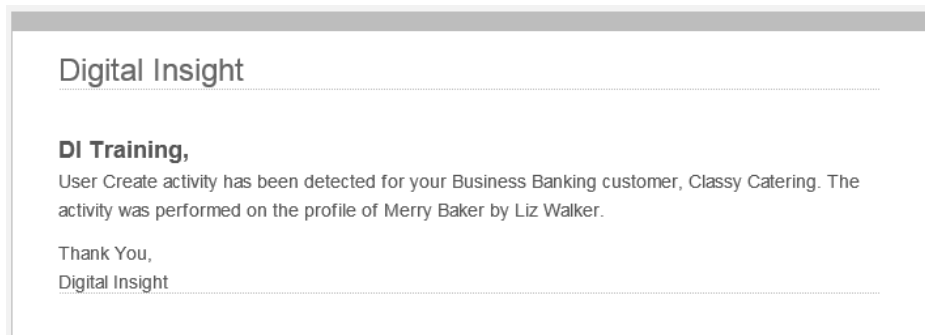 Digital Insight
DI Training,
User Create activity has been detected for your Business Banking customer, Classy Catering. The
activity was performed on the profile of Merry Baker by Liz Walker.
Thank You,
Digital Insight